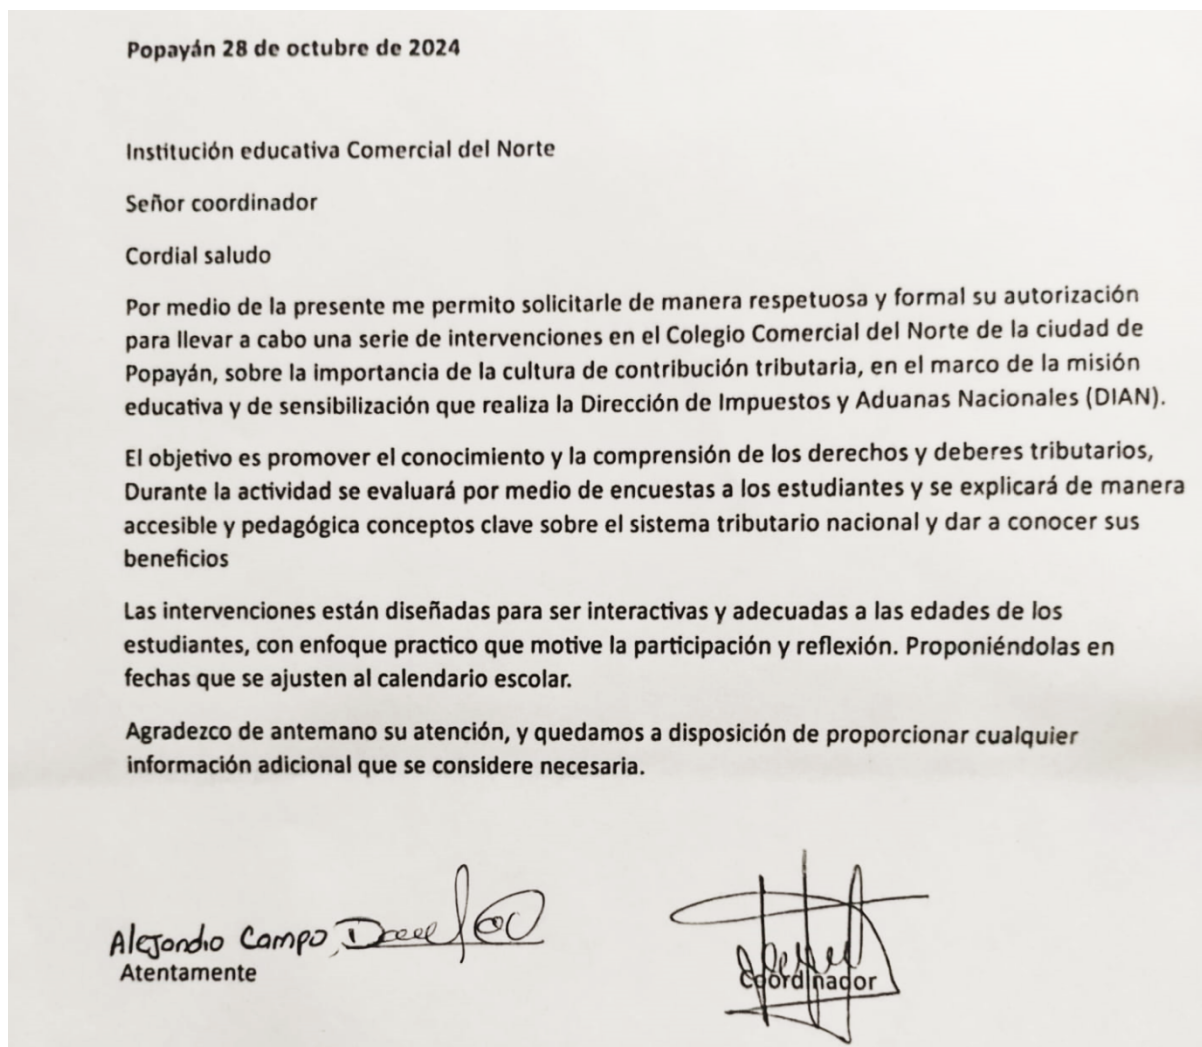 Popayán 28 de octubre de 2024
Institución educativa Comercial del Norte
Señor coordinador
Cordial saludo
Por medio de la presente me permito solicitarle de manera respetuosa y formal su autorización
para llevar a cabo una serie de intervenciones en el Colegio Comercial del Norte de la ciudad de
Popayán, sobre la importancia de la cultura de contribución tributaria, en el marco de la misión
educativa y de sensibilización que realiza la Dirección de Impuestos y Aduanas Nacionales (DIAN).
El objetivo es promover el conocimiento y la comprensión de los derechos y deberes tributarios,
Durante la actividad se evaluará por medio de encuestas a los estudiantes y se explicará de manera
accesible y pedagógica conceptos clave sobre el sistema tributario nacional y dar a conocer sus
beneficios
Las intervenciones están diseñadas para ser interactivas y adecuadas a las edades de los
estudiantes, con enfoque practico que motive la participación y reflexión. Proponiéndolas en
fechas que se ajusten al calendario escolar.
Agradezco de antemano su atención, y quedamos a disposición de proporcionar cualquier
información adicional que se considere necesaria.
Alejandro Campo,
Atentamente
Coordinador